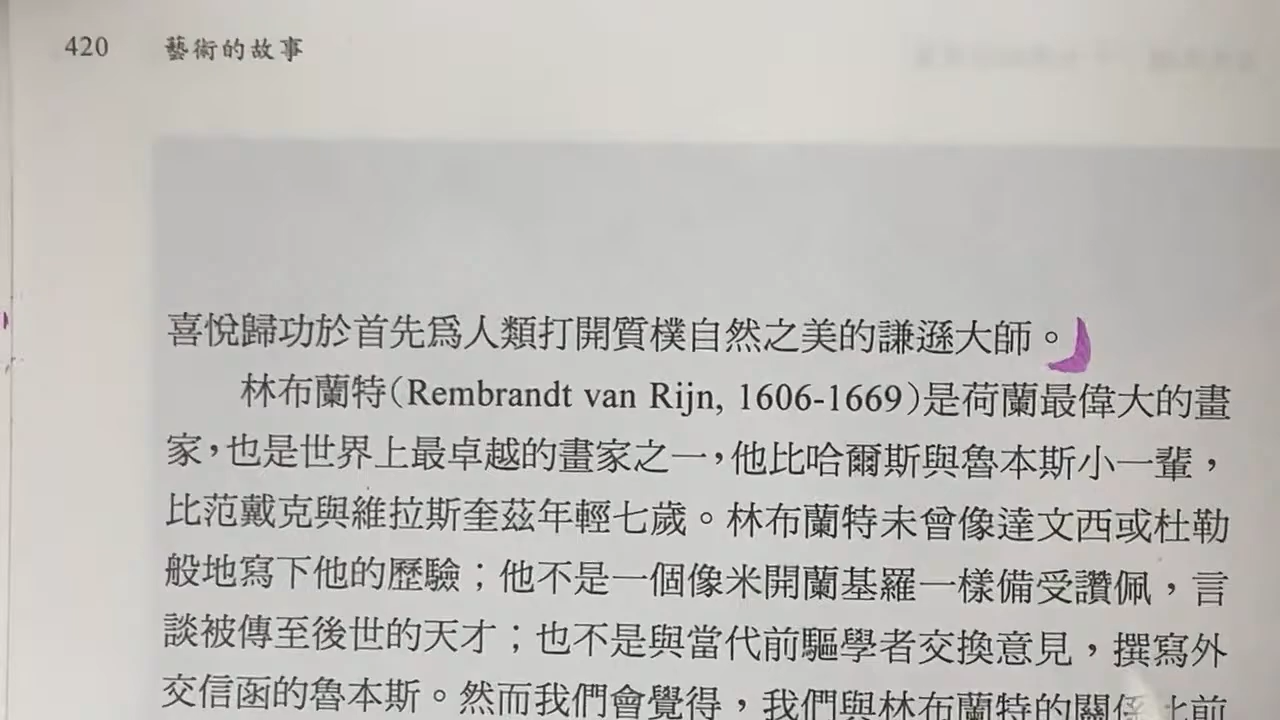 420 藝術的故事
喜悅歸功於首先爲人類打開質樸自然之美的謙遜大師。
林布蘭特(Rembrandt van Rijn, 1606-1669)是荷蘭最偉大的畫
家,也是世界上最卓越的畫家之一,他比哈爾斯與魯本斯小一輩,
比范戴克與維拉斯奎茲年輕七歲。林布蘭特未曾像達文西或杜勒
般地寫下他的歷驗;他不是一個像米開蘭基羅一樣備受讚佩,言
談被傳至後世的天才;也不是與當代前驅學者交換意見,撰寫外
交信函的魯本斯。然而我們會覺得,我們與林布蘭特的關係比前